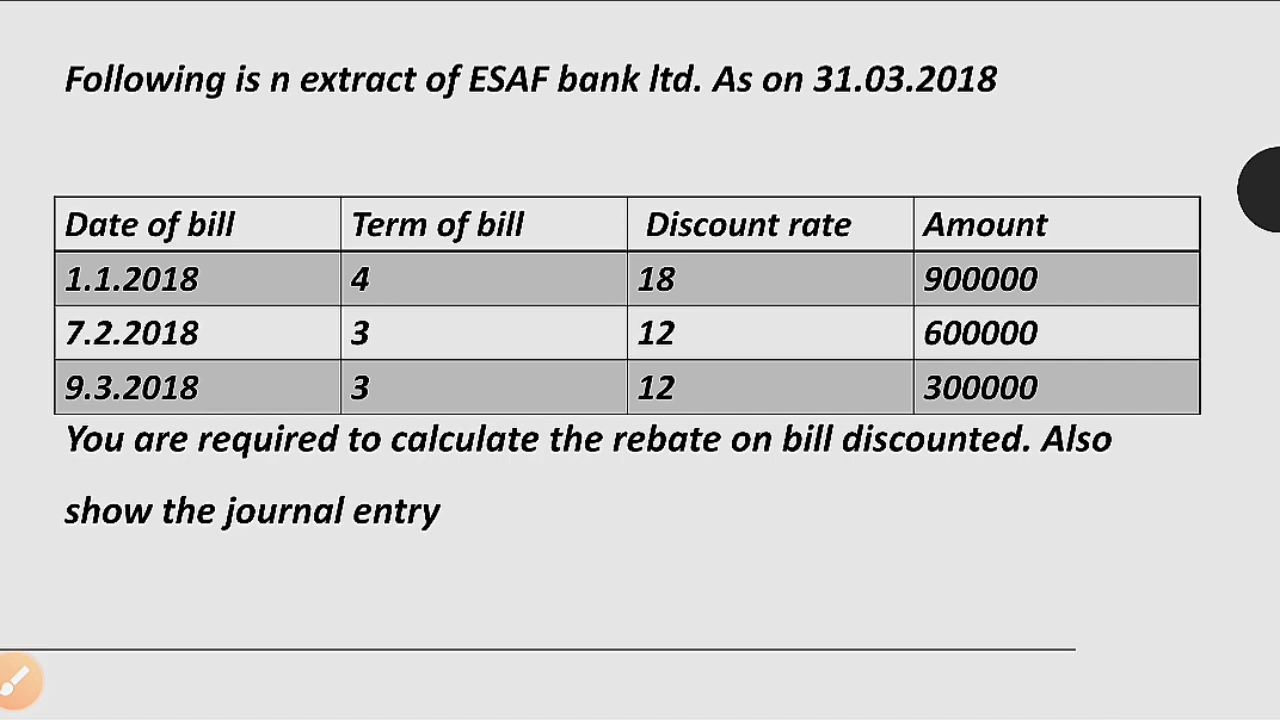 Following is n extract of ESAF bank ltd. As on 31.03.2018
Date of bill Term of bill Discount rate Amount
1.1.2018 4 18 900000
7.2.2018 3 12 600000
9.3.2018 3 12 300000
You are required to calculate the rebate on bill discounted. Also
show the journal entry